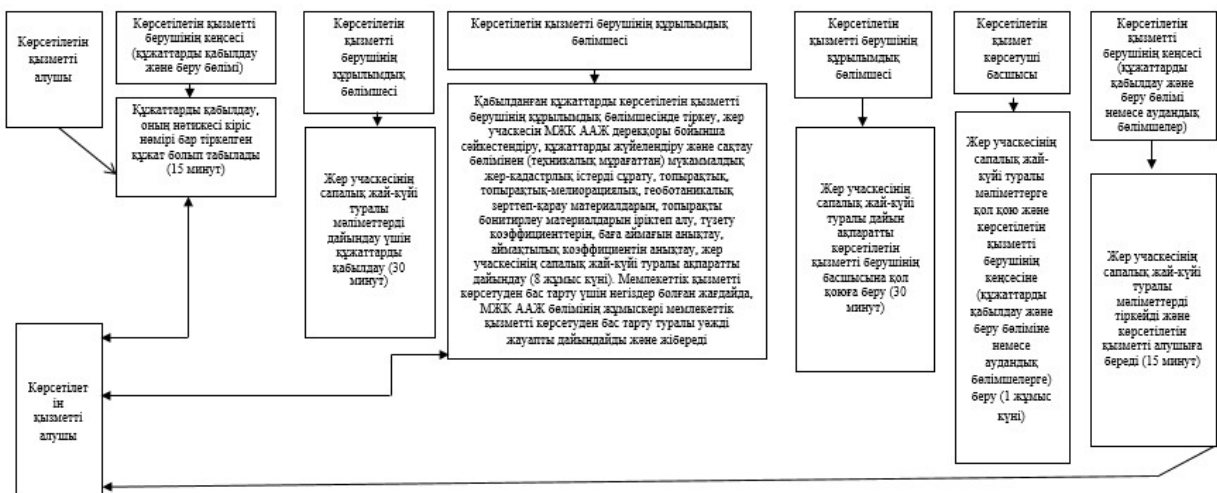 Көрсетілетін
қызметті
алушы
Көрсетілетін қызметті
берушінің кеңсесі
(құжаттарды қабылдау
және беру бөлімі)
Құжаттарды қабылдау,
оның нәтижесі кіріс
нөмірі бар тіркелген
құжат болып табылады
(15 минут)
Көрсетілетін
қызметті
берушінің
құрылымдық
бөлімшесі
Жер учаскесінің
сапалық жай-күйі
туралы
мәліметтерді
дайындау үшін
құжаттарды
қабылдау (30
минут)
Көрсетілетін қызметті берушінің құрылымдық
бөлімшесі
Қабылданған құжаттарды көрсетілетін қызметті
берушінің құрылымдық бөлімшесінде тіркеу, жер
учаскесін МЖК ААЖ дерекқоры бойынша
сәйкестендіру, құжаттарды жүйелендіру және сақтау
бөлімінен (техникалық мұрағаттан) мүкаммалдық
жер-кадастрлық істерді сұрату, топырақтық,
топырақтық-мелиорациялық, геоботаникалық
зерттеп-қарау материалдарын, топырақты
бонитирлеу материалдарын іріктеп алу, түзету
коэффициенттерін, баға аймағын анықтау,
аймақтылық коэффициентін анықтау, жер
учаскесінің сапалық жай-күйі туралы ақпаратты
дайындау (8 жұмыс күні). Мемлекеттік қызметті
көрсетуден бас тарту үшін негіздер болған жағдайда,
МЖК ААЖ бөлімінің жұмыскері мемлекеттік
қызметті көрсетуден бас тарту туралы уәжді
жауапты дайындайды және жібереді
Көрсетілетін
қызметті берушінің
құрылымдық
бөлімшесі
Жер учаскесінің
сапалық жай-күйі
туралы дайын
ақпаратты
көрсетілетін
қызметті берушінің
басшысына қол
қоюға беру (30
минут)
Көрсетілетін
қызмет
көрсетуші
басшысы
Жер учаскесінің
сапалық жай-
күйі туралы
мәліметтерге
қол қою және
көрсетілетін
қызметті
берушінің
кеңсесіне
(құжаттарды
қабылдау және
беру бөліміне
немесе
аудандық
бөлімшелерге)
беру (1 жұмыс
күні)
Көрсетілетін
қызметті
берушінің кеңсесі
(құжаттарды
қабылдау және
беру бөлімі
немесе аудандық
бөлімшелер)
Жер учаскесінің
сапалық жай-күйі
туралы
мәліметтерді
тіркейді және
көрсетілетін
қызметті алушыға
береді (15 минут)
Көрсетілет
ін
қызметті
алушы